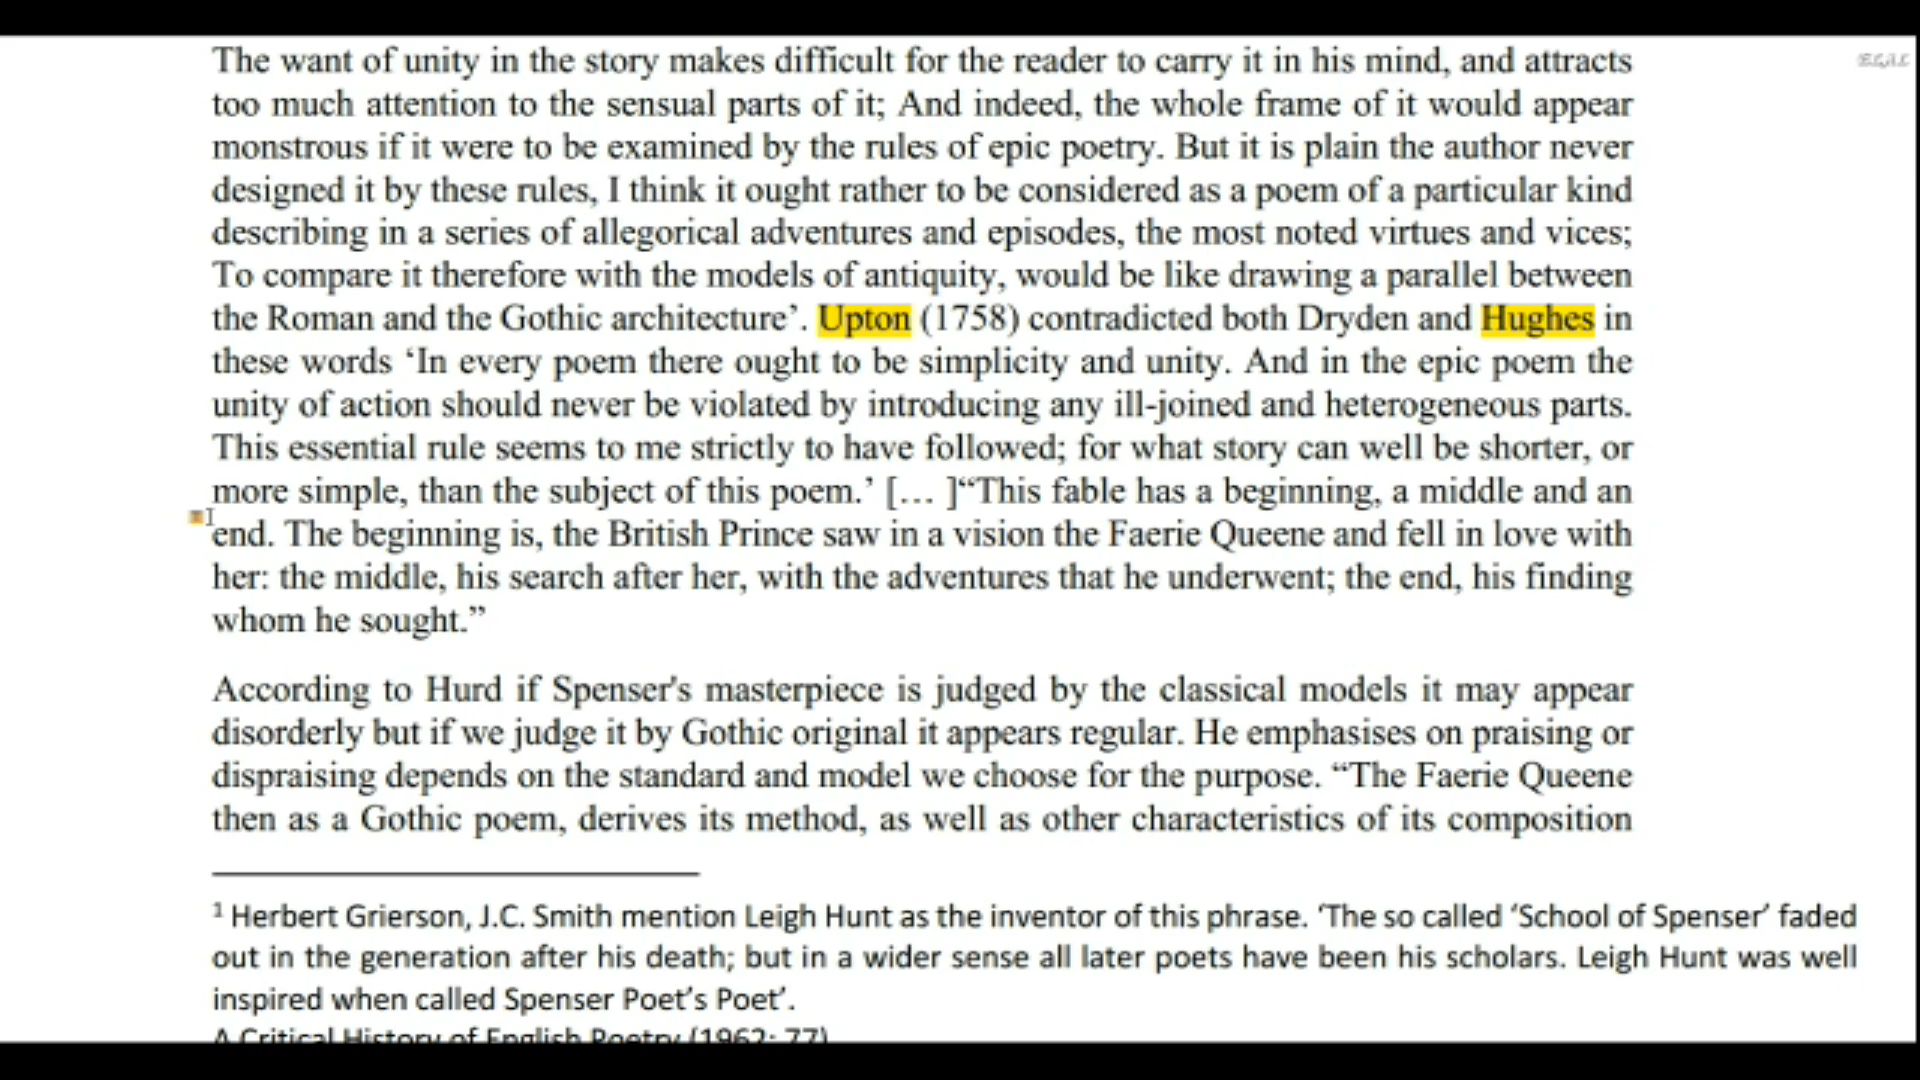 The want of unity in the story makes difficult for the reader to carry it in his mind, and attracts
too much attention to the sensual parts of it; And indeed, the whole frame of it would appear
monstrous if it were to be examined by the rules of epic poetry. But it is plain the author never
designed it by these rules, I think it ought rather to be considered as a poem of a particular kind
describing in a series of allegorical adventures and episodes, the most noted virtues and vices;
To compare it therefore with the models of antiquity, would be like drawing a parallel between
the Roman and the Gothic architecture’. Upton (1758) contradicted both Dryden and Hughes in
these words ‘In every poem there ought to be simplicity and unity. And in the epic poem the
unity of action should never be violated by introducing any ill-joined and heterogeneous parts.
This essential rule seems to me strictly to have followed; for what story can well be shorter, or
more simple, than the subject of this poem.’ [… ]“This fable has a beginning, a middle and an
end. The beginning is, the British Prince saw in a vision the Faerie Queene and fell in love with
her: the middle, his search after her, with the adventures that he underwent; the end, his finding
whom he sought.”
According to Hurd if Spenser's masterpiece is judged by the classical models it may appear
disorderly but if we judge it by Gothic original it appears regular. He emphasises on praising or
dispraising depends on the standard and model we choose for the purpose. “The Faerie Queene
then as a Gothic poem, derives its method, as well as other characteristics of its composition
1 Herbert Grierson, J.C. Smith mention Leigh Hunt as the inventor of this phrase. ‘The so called ‘School of Spenser’ faded
out in the generation after his death; but in a wider sense all later poets have been his scholars. Leigh Hunt was well
inspired when called Spenser Poet’s Poet’.
A Critical History of English Poetry (1962: 77)